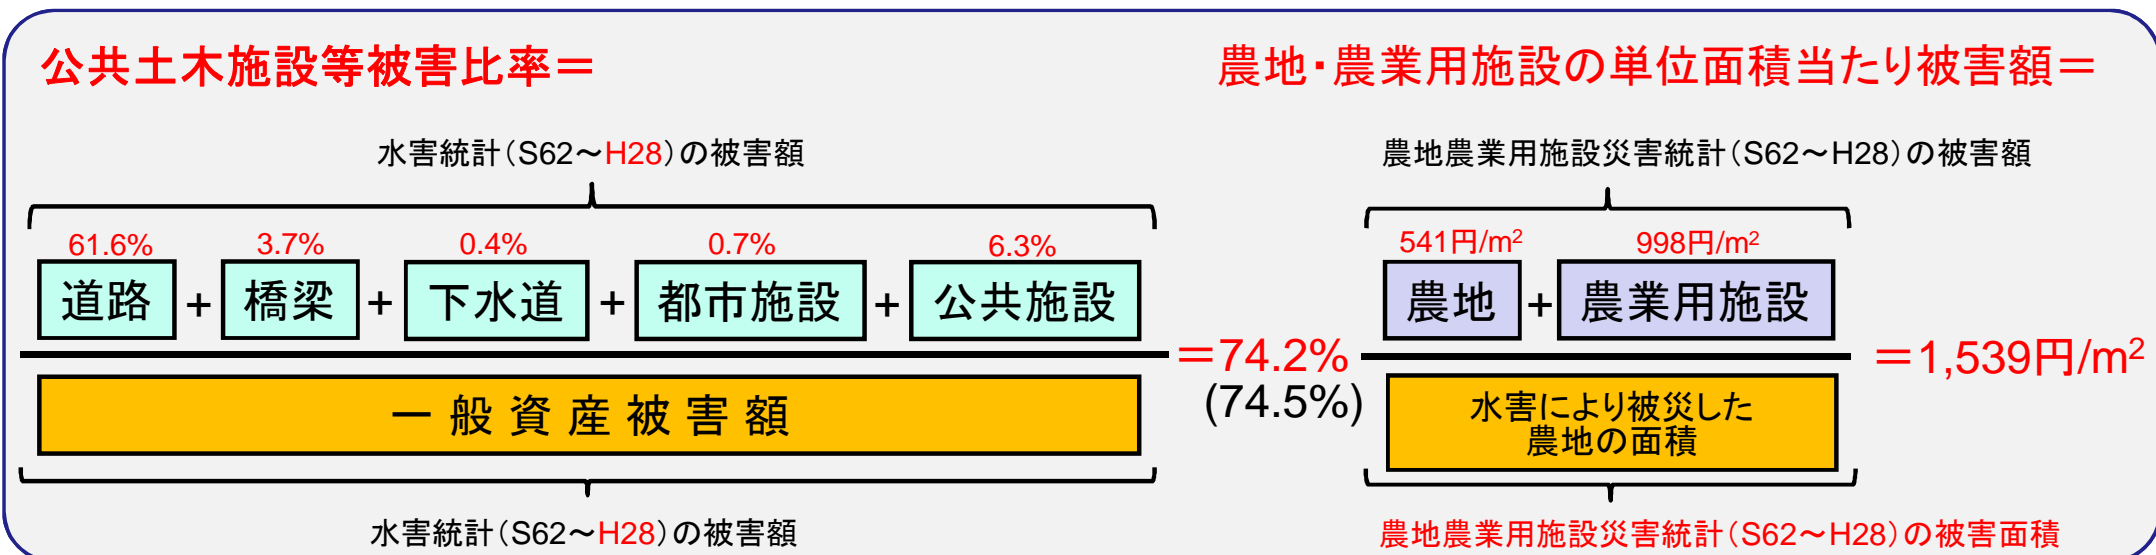 公共土木施設等被害比率＝
水害統計（S62～H28）の被害額
61.6% 3.7% 0.4% 0.7% 6.3%
道路 + 橋梁 + 下水道 + 都市施設 + 公共施設
一般資産被害額
＝74.2%
(74.5%)
水害統計（S62～H28）の被害額
農地・農業用施設の単位面積当たり被害額＝
農地農業用施設災害統計（S62～H28）の被害額
541円/m² 998円/m²
農地 + 農業用施設
水害により被災した
農地の面積
＝1,539円/m²
農地農業用施設災害統計（S62～H28）の被害面積